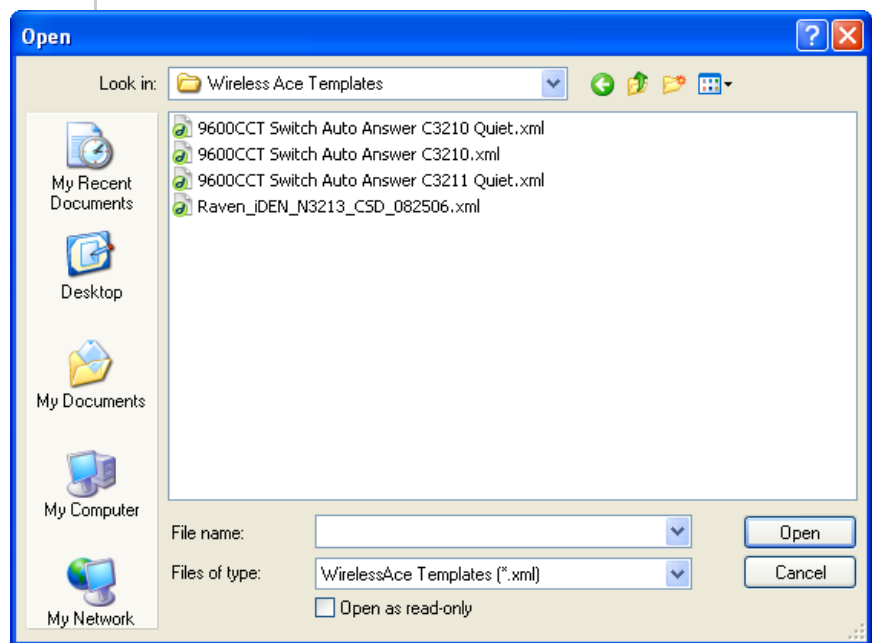 Open
Look in: Wireless Ace Templates
9600CCT Switch Auto Answer C3210 Quiet.xml
9600CCT Switch Auto Answer C3210.xml
9600CCT Switch Auto Answer C3211 Quiet.xml
Raven_iDEN_N3213_CSD_082506.xml
My Recent
Documents
Desktop
My Documents
My Computer
My Network
File name:
Open
Files of type: WirelessAce Templates (*.xml)
Cancel
Open as read-only